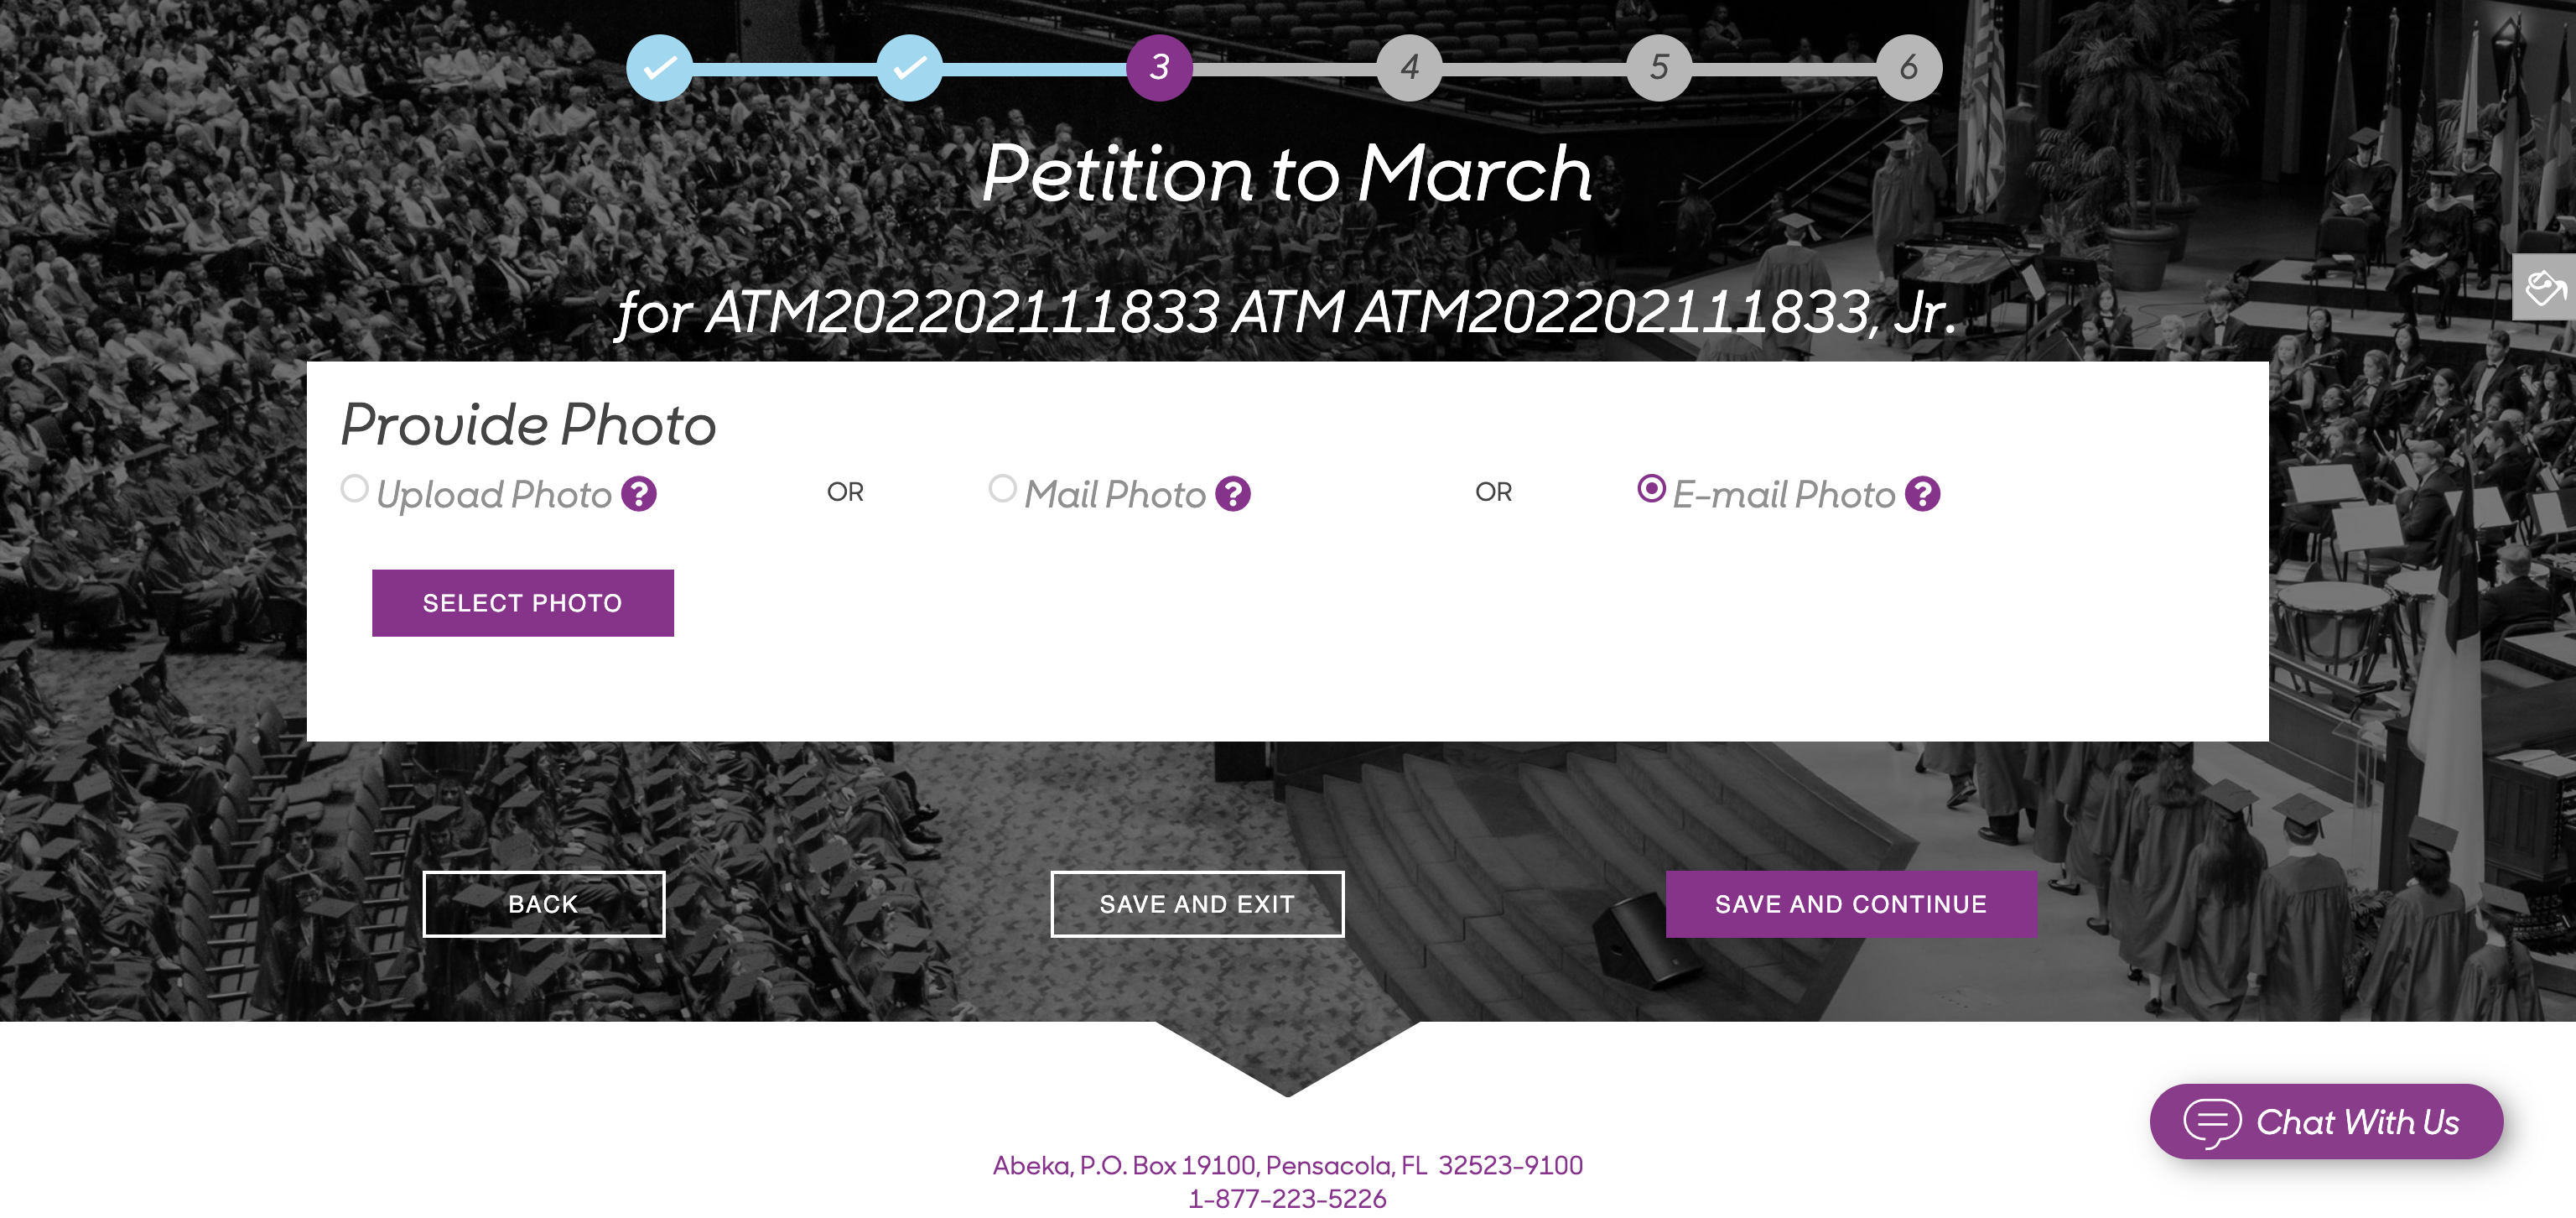 3 4 5 6
Petition to March
for ATM202202111833 ATM ATM202202111833, Jr.
Provide Photo
Upload Photo ? OR Mail Photo ? OR E-mail Photo ?
SELECT PHOTO
BACK SAVE AND EXIT SAVE AND CONTINUE
Chat With Us
Abeka, P.O. Box 19100, Pensacola, FL 32523-9100
1-877-223-5226